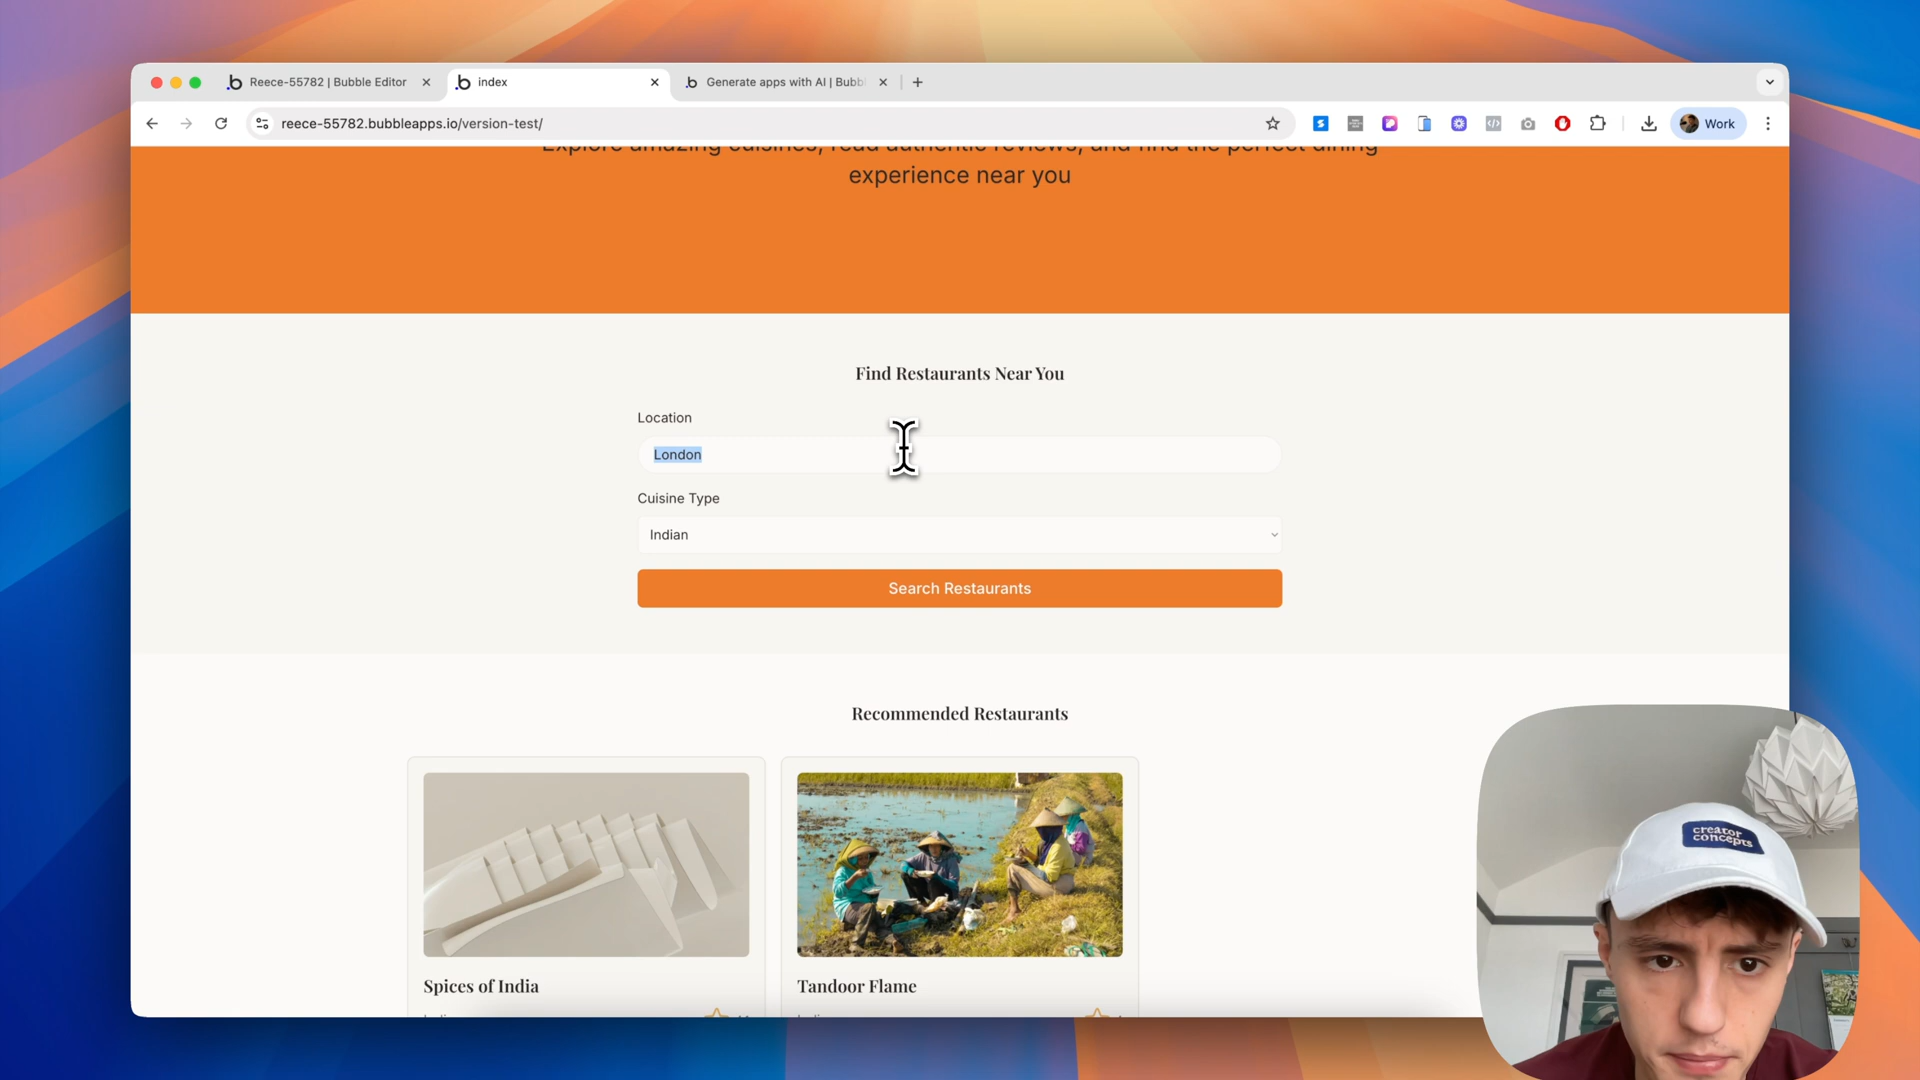 Reece-55782 | Bubble Editor
index
Generate apps with AI | Bubb
reece-55782.bubbleapps.io/version-test/
Work
Explore amazing cuisines, read authentic reviews, and find the perfect dining
experience near you
Find Restaurants Near You
Location
London
Cuisine Type
Indian
Search Restaurants
Recommended Restaurants
Spices of India
Tandoor Flame
creator
concepts